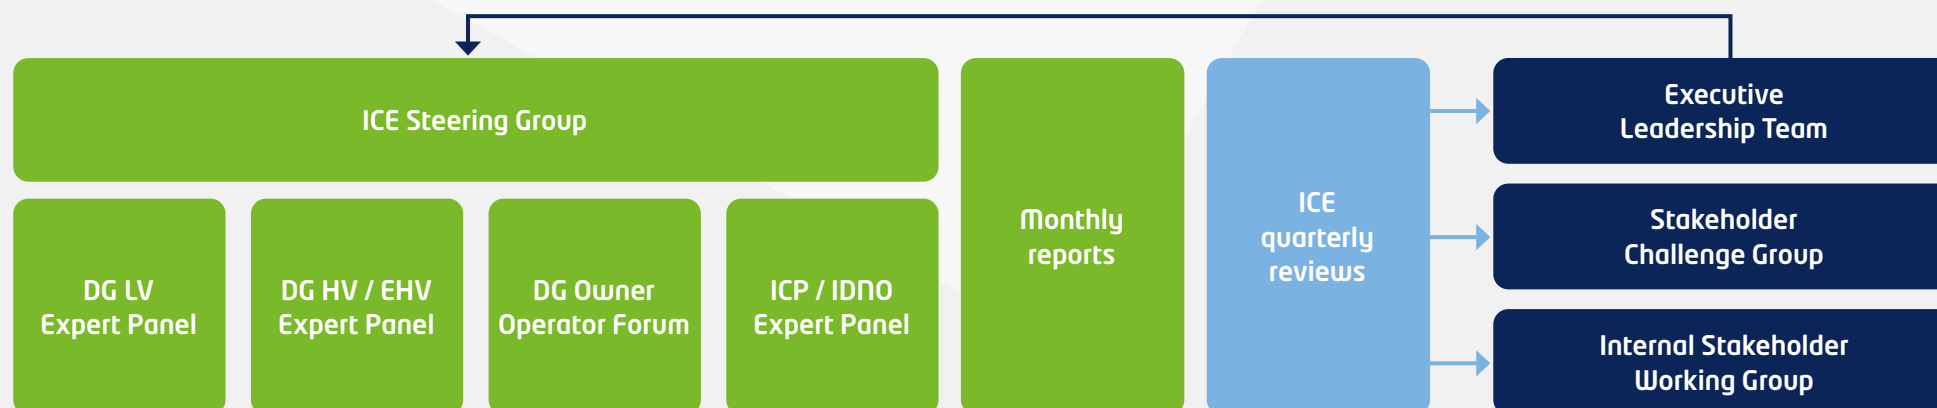 ICE Steering Group
DG LV
Expert Panel
DG HV / EHV
Expert Panel
DG Owner
Operator Forum
ICP / IDNO
Expert Panel
Monthly
reports
ICE
quarterly
reviews
Executive
Leadership Team
Stakeholder
Challenge Group
Internal Stakeholder
Working Group